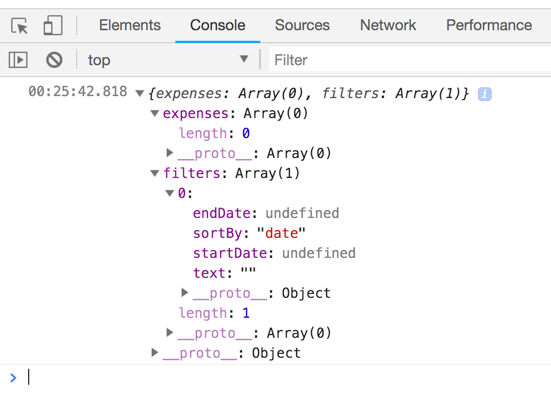 Elements Console Sources Network Performance
top Filter
00:25:42.818 {expenses: Array(0), filters: Array(1)} i
expenses: Array(0)
length: 0
__proto__: Array(0)
filters: Array(1)
0:
endDate: undefined
sortBy: "date"
startDate: undefined
text: ""
__proto__: Object
length: 1
__proto__: Array(0)
__proto__: Object